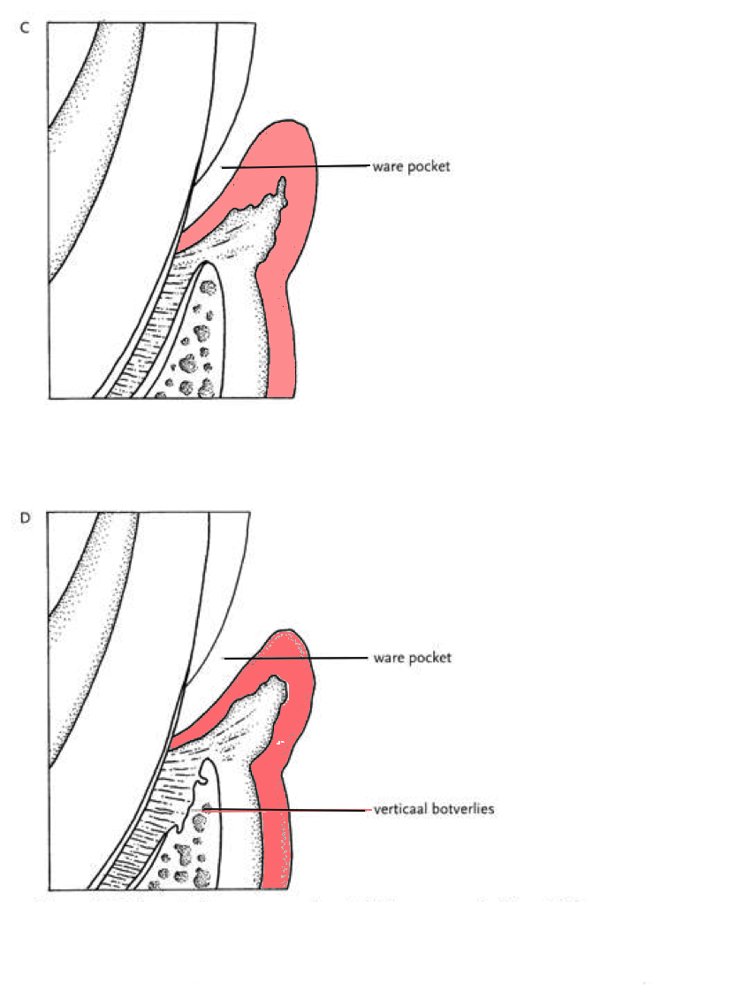 C
ware pocket
D
ware pocket
verticaal botverlies